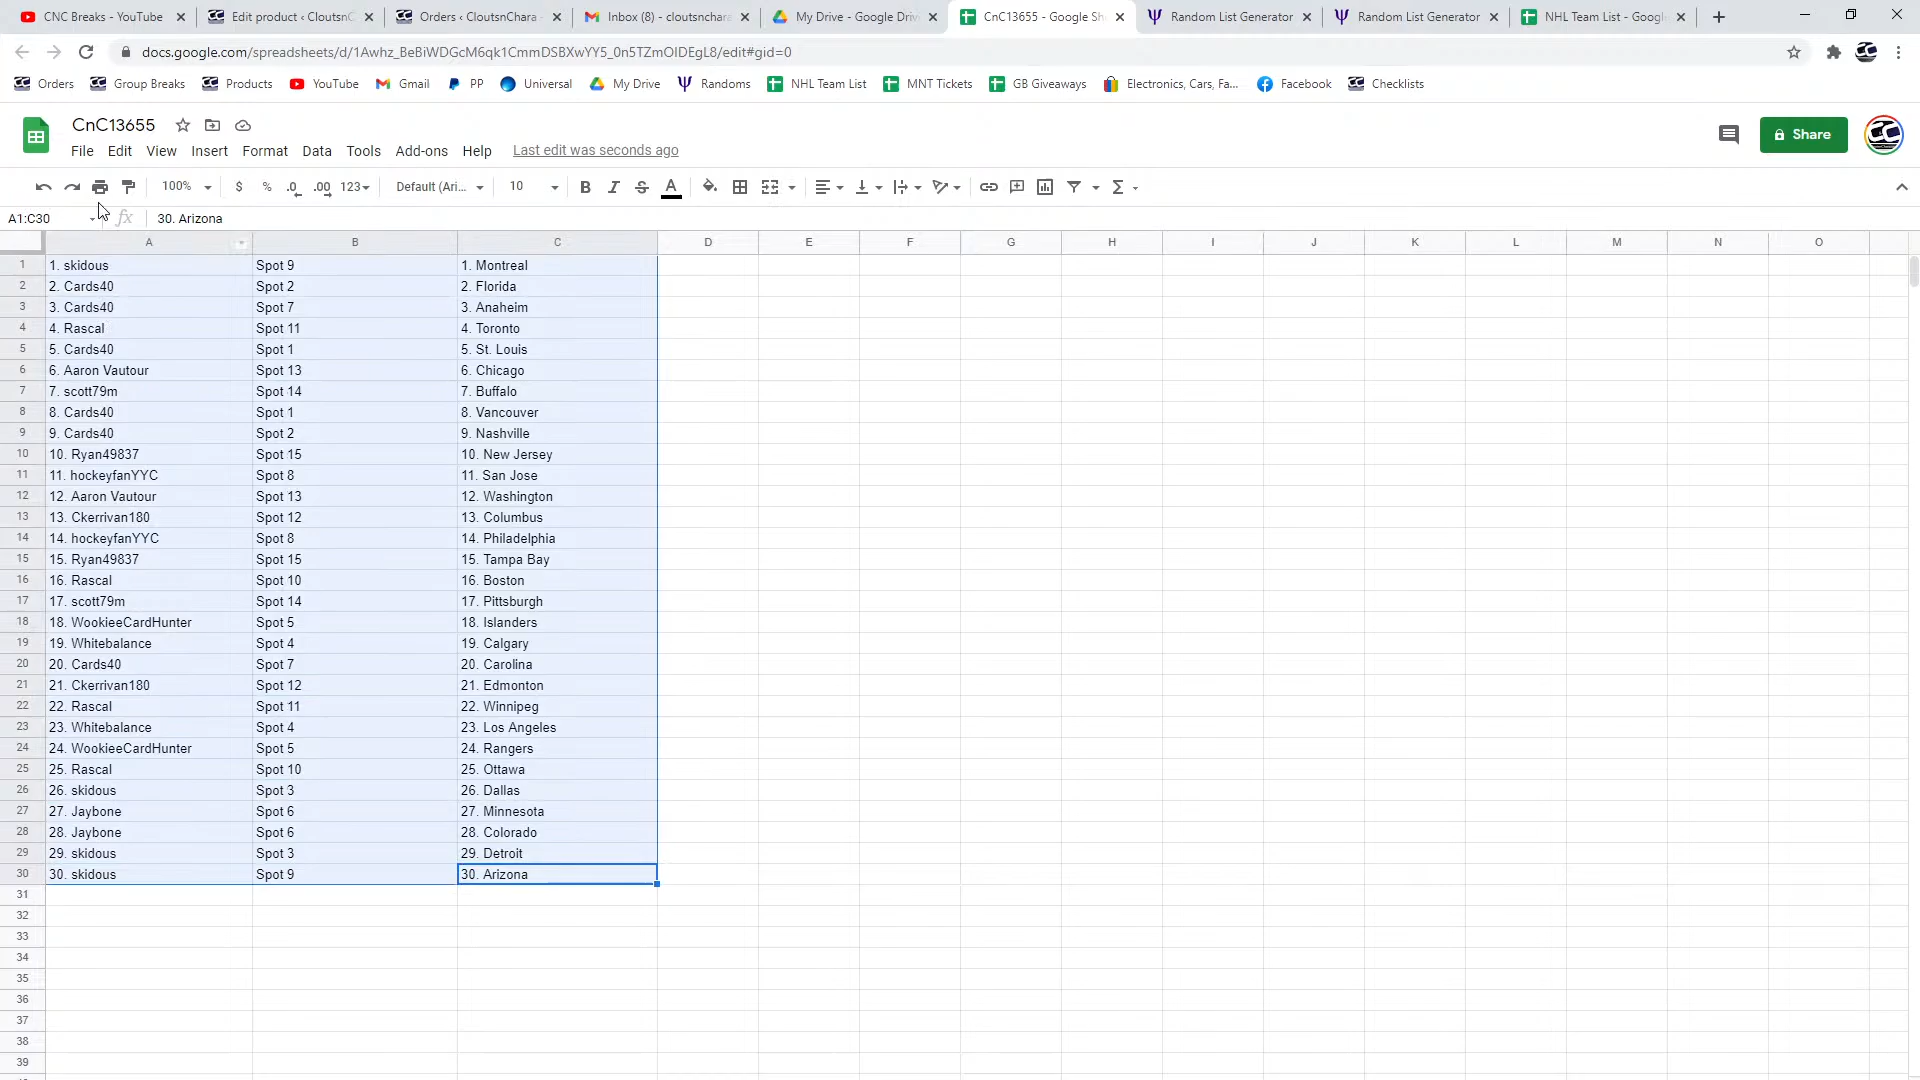 CNC Breaks - YouTube Edit product ‹ CloutsnC Orders ‹ CloutsnChara Inbox (8) - cloutsnchara My Drive - Google Driv CnC13655 - Google Sh Random List Generator Random List Generator NHL Team List - Googl
docs.google.com/spreadsheets/d/1Awhz_BeBiWDGcM6qk1CmmDSBXwYY5_0n5TZmOIDEgL8/edit#gid=0
Orders Group Breaks Products YouTube Gmail PP Universal My Drive Randoms NHL Team List MNT Tickets GB Giveaways Electronics, Cars, Fa... Facebook Checklists
CnC13655
Share
File Edit View Insert Format Data Tools Add-ons Help Last edit was seconds ago
100% $ % .0 .00 123 Default (Ari... 10 B I S A
A1:C30 fx 30. Arizona
A B C D E F G H I J K L M N O
1 1. skidous Spot 9 1. Montreal
2 2. Cards40 Spot 2 2. Florida
3 3. Cards40 Spot 7 3. Anaheim
4 4. Rascal Spot 11 4. Toronto
5 5. Cards40 Spot 1 5. St. Louis
6 6. Aaron Vautour Spot 13 6. Chicago
7 7. scott79m Spot 14 7. Buffalo
8 8. Cards40 Spot 1 8. Vancouver
9 9. Cards40 Spot 2 9. Nashville
10 10. Ryan49837 Spot 15 10. New Jersey
11 11. hockeyfanYYC Spot 8 11. San Jose
12 12. Aaron Vautour Spot 13 12. Washington
13 13. Ckerrivan180 Spot 12 13. Columbus
14 14. hockeyfanYYC Spot 8 14. Philadelphia
15 15. Ryan49837 Spot 15 15. Tampa Bay
16 16. Rascal Spot 10 16. Boston
17 17. scott79m Spot 14 17. Pittsburgh
18 18. WookieeCardHunter Spot 5 18. Islanders
19 19. Whitebalance Spot 4 19. Calgary
20 20. Cards40 Spot 7 20. Carolina
21 21. Ckerrivan180 Spot 12 21. Edmonton
22 22. Rascal Spot 11 22. Winnipeg
23 23. Whitebalance Spot 4 23. Los Angeles
24 24. WookieeCardHunter Spot 5 24. Rangers
25 25. Rascal Spot 10 25. Ottawa
26 26. skidous Spot 3 26. Dallas
27 27. Jaybone Spot 6 27. Minnesota
28 28. Jaybone Spot 6 28. Colorado
29 29. skidous Spot 3 29. Detroit
30 30. skidous Spot 9 30. Arizona
31
32
33
34
35
36
37
38
39